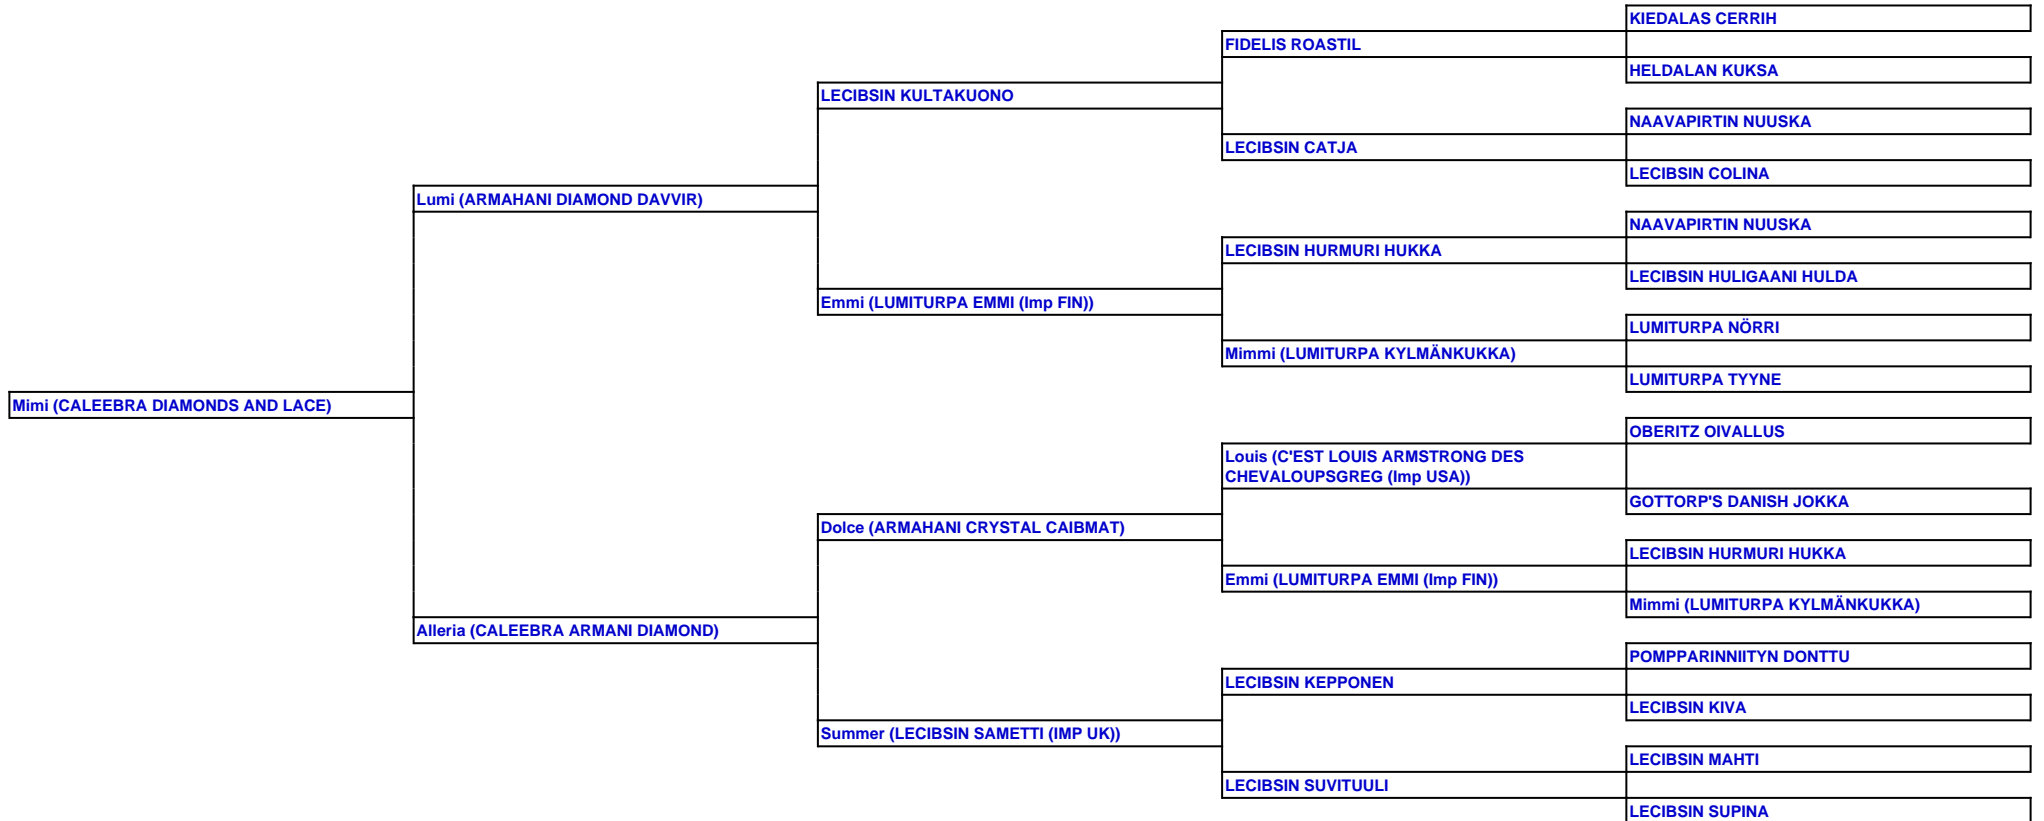 KIEDALAS CERRIH
FIDELIS ROASTIL
HELDALAN KUKSA
LECIBSIN KULTAKUONO
NAAVAPIRTIN NUUSKA
LECIBSIN CATJA
LECIBSIN COLINA
Lumi (ARMAHANI DIAMOND DAVVIR)
NAAVAPIRTIN NUUSKA
LECIBSIN HURMURI HUKKA
LECIBSIN HULIGAANI HULDA
Emmi (LUMITURPA EMMI (Imp FIN))
LUMITURPA NÖRRI
Mimmi (LUMITURPA KYLMÄNKUKKA)
LUMITURPA TYYNE
Mimi (CALEEBRA DIAMONDS AND LACE)
OBERITZ OIVALLUS
Louis (C'EST LOUIS ARMSTRONG DES
CHEVALOUPSGREG (Imp USA))
GOTTORP'S DANISH JOKKA
Dolce (ARMAHANI CRYSTAL CAIBMAT)
LECIBSIN HURMURI HUKKA
Emmi (LUMITURPA EMMI (Imp FIN))
Mimmi (LUMITURPA KYLMÄNKUKKA)
Alleria (CALEEBRA ARMANI DIAMOND)
POMPPARINNIITYN DONTTU
LECIBSIN KEPPONEN
LECIBSIN KIVA
Summer (LECIBSIN SAMETTI (IMP UK))
LECIBSIN MAHTI
LECIBSIN SUVITUULI
LECIBSIN SUPINA